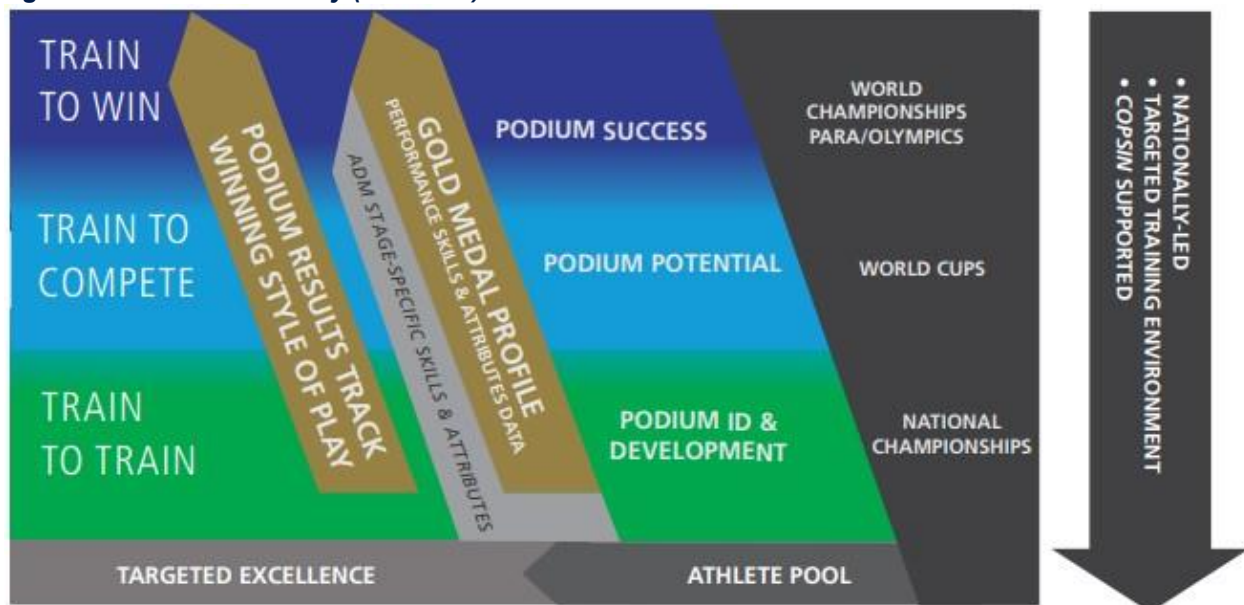 TRAIN
TO WIN
TRAIN TO
COMPETE
TRAIN
TO TRAIN
PODIUM RESULTS TRACK
WINNING STYLE OF PLAY
ADM STAGE-SPECIFIC SKILLS & ATTRIBUTES
GOLD MEDAL PROFILE
PERFORMANCE SKILLS & ATTRIBUTES DATA
PODIUM SUCCESS
PODIUM POTENTIAL
PODIUM ID &
DEVELOPMENT
WORLD
CHAMPIONSHIPS
PARA/OLYMPICS
WORLD CUPS
NATIONAL
CHAMPIONSHIPS
• NATIONALLY-LED
• TARGETED TRAINING ENVIRONMENT
• COPSIN SUPPORTED
TARGETED EXCELLENCE
ATHLETE POOL